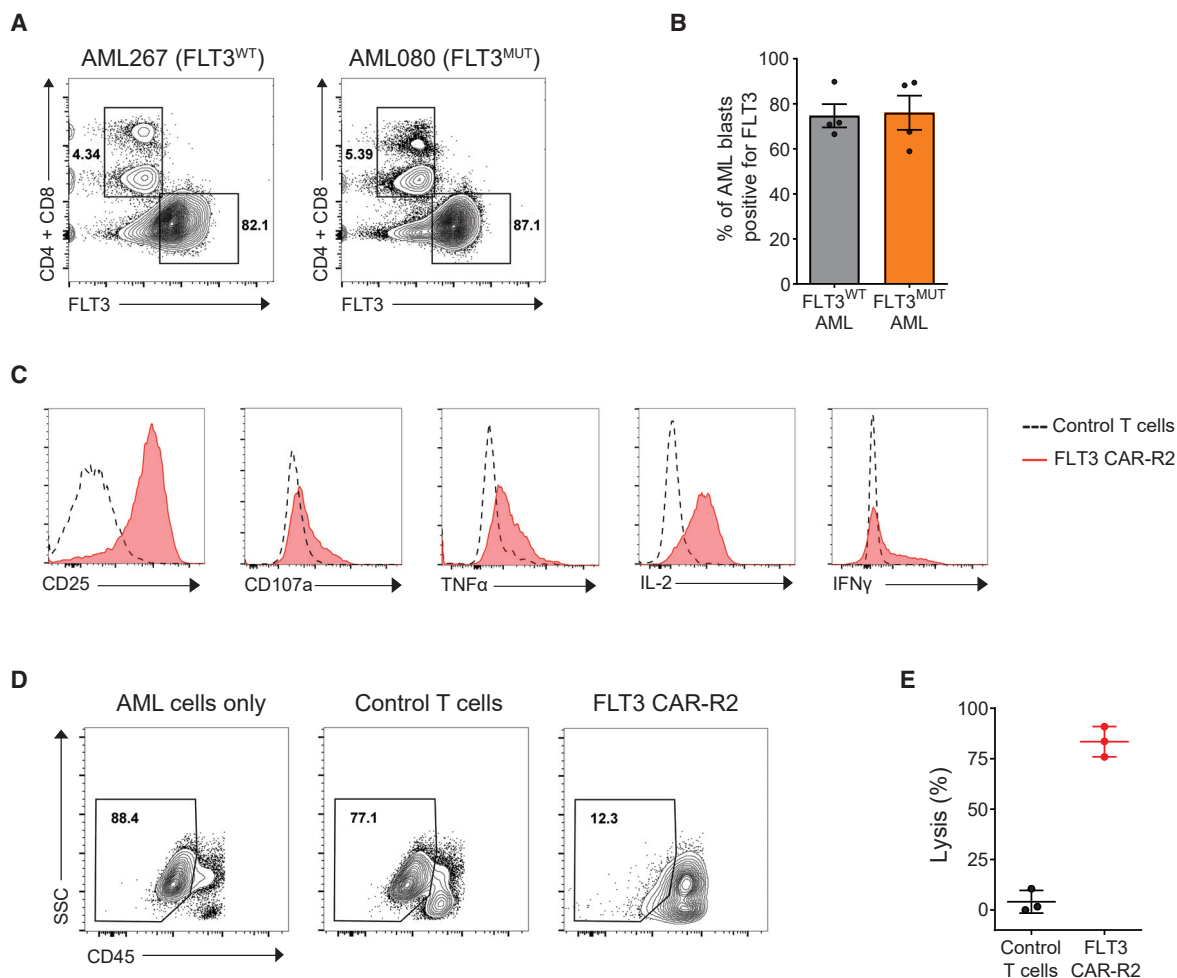 A
AML267 (FLT3WT)
AML080 (FLT3MUT)
CD4 + CD8
4.34
82.1
FLT3
CD4 + CD8
5.39
87.1
FLT3
B
% of AML blasts
positive for FLT3
100
80
60
40
20
0
FLT3WT
AML
FLT3MUT
AML
C
CD25
CD107a
TNFα
IL-2
IFNγ
Control T cells
FLT3 CAR-R2
D
AML cells only
Control T cells
FLT3 CAR-R2
SSC
88.4
77.1
12.3
CD45
E
Lysis (%)
100
75
50
25
0
Control
T cells
FLT3
CAR-R2